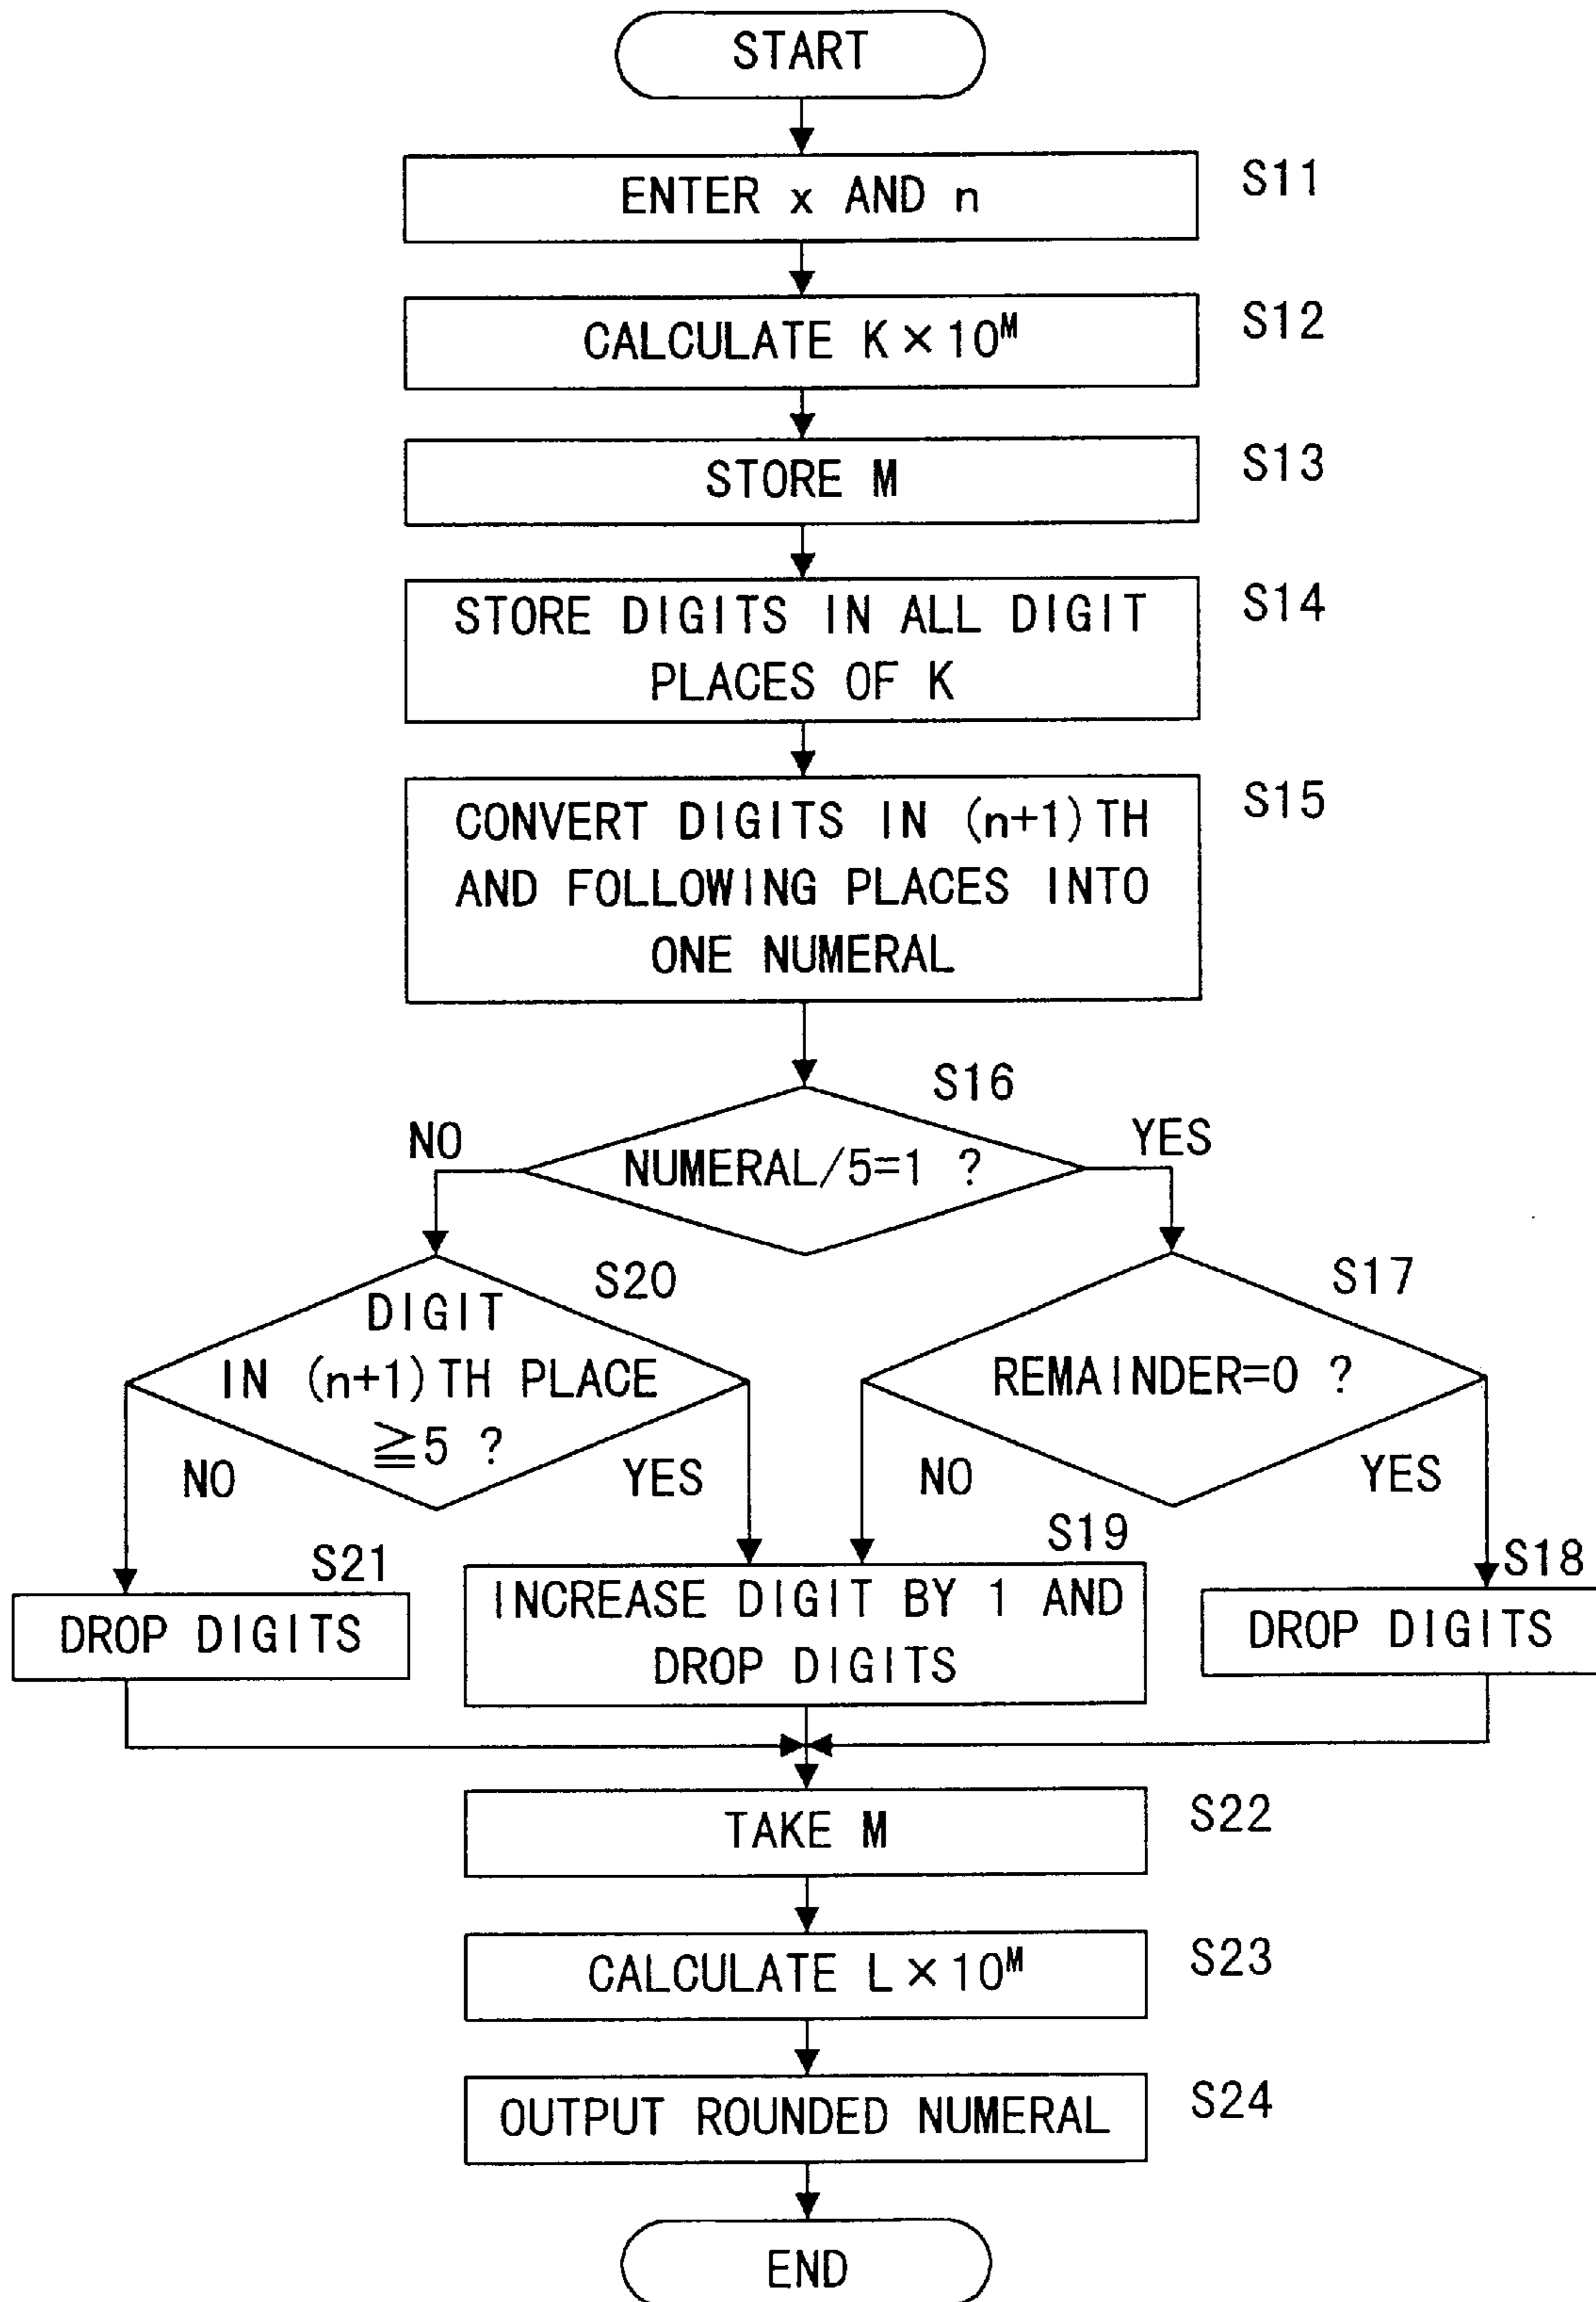 START
ENTER x AND n
S11
CALCULATE K×10^M
S12
STORE M
S13
STORE DIGITS IN ALL DIGIT
PLACES OF K
S14
CONVERT DIGITS IN (n+1)TH
AND FOLLOWING PLACES INTO
ONE NUMERAL
S15
S16
NO
NUMERAL/5=1 ?
YES
S20
DIGIT
IN (n+1)TH PLACE
≧5 ?
NO
YES
S17
REMAINDER=0 ?
NO
YES
S21
DROP DIGITS
S19
INCREASE DIGIT BY 1 AND
DROP DIGITS
S18
DROP DIGITS
TAKE M
S22
CALCULATE L×10^M
S23
OUTPUT ROUNDED NUMERAL
S24
END